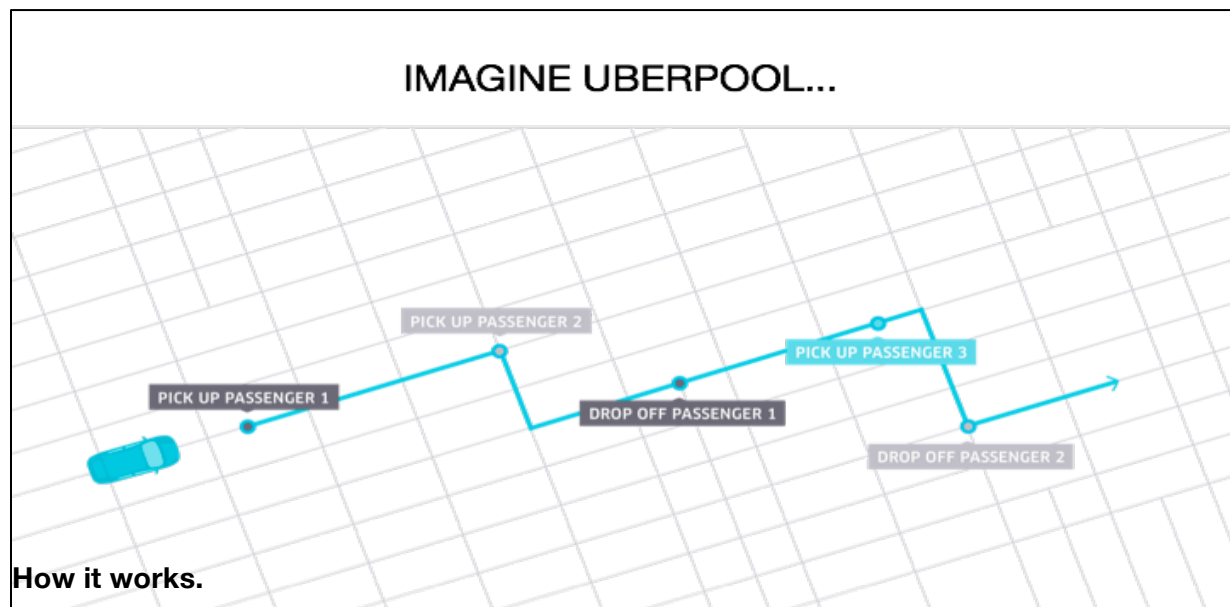 IMAGINE UBERPOOL...
PICK UP PASSENGER 2
PICK UP PASSENGER 3
PICK UP PASSENGER 1
DROP OFF PASSENGER 1
DROP OFF PASSENGER 2
How it works.